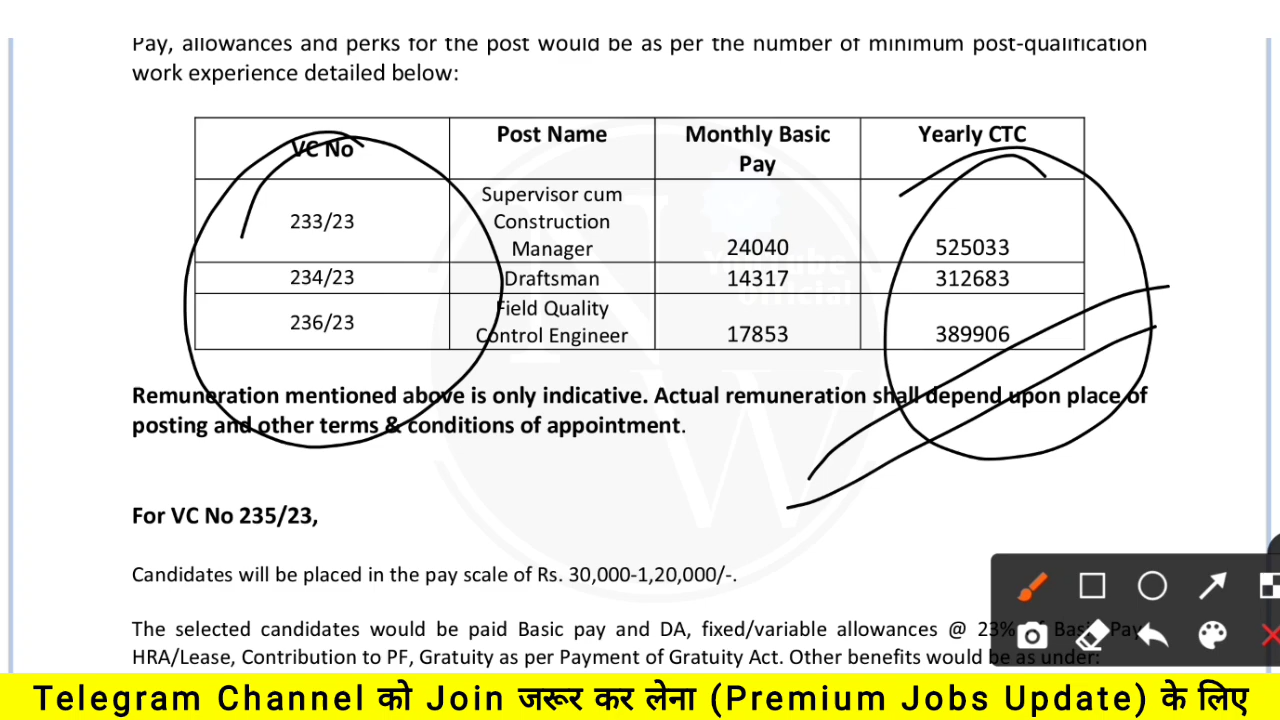 Pay, allowances and perks for the post would be as per the number of minimum post-qualification
work experience detailed below:
VC No
Post Name
Monthly Basic
Pay
Yearly CTC
233/23
Supervisor cum
Construction
Manager
24040
525033
234/23
Draftsman
14317
312683
236/23
Field Quality
Control Engineer
17853
389906
Remuneration mentioned above is only indicative. Actual remuneration shall depend upon place of
posting and other terms & conditions of appointment.
For VC No 235/23,
Candidates will be placed in the pay scale of Rs. 30,000-1,20,000/-.
The selected candidates would be paid Basic pay and DA, fixed/variable allowances @ 23% of Basic Pay,
HRA/Lease, Contribution to PF, Gratuity as per Payment of Gratuity Act. Other benefits would be as under:
Telegram Channel को Join जरूर कर लेना (Premium Jobs Update) के लिए